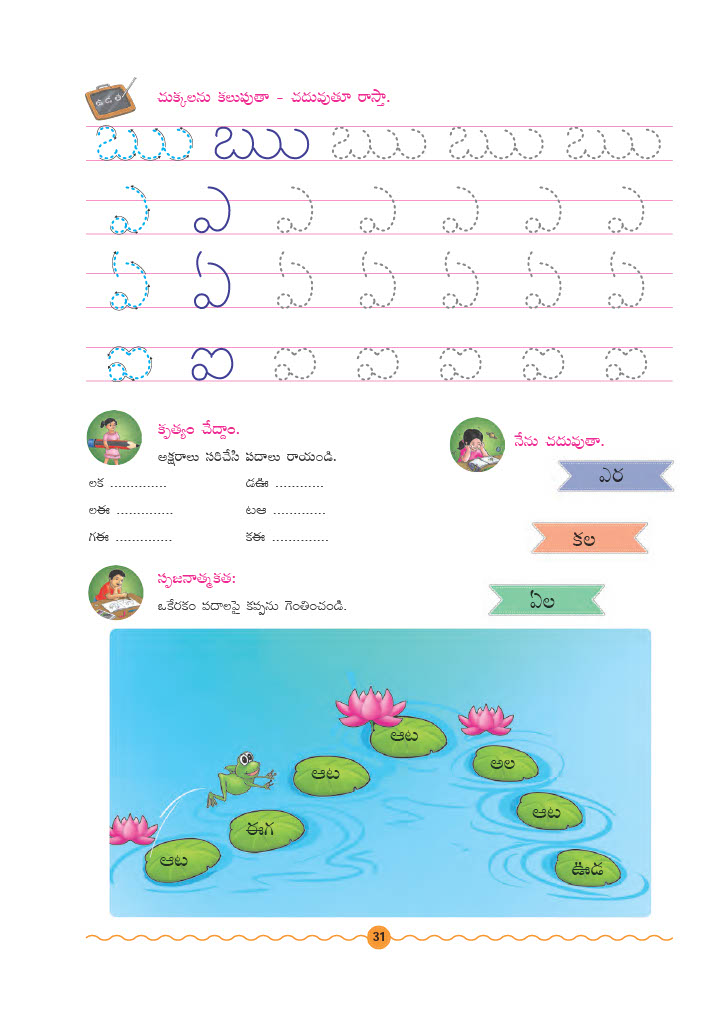 చుక్కలను కలుపుతా - చదువుతూ రాస్తా.
ఋ ఋ ఋ ఋ ఋ
ఎ ఎ ఎ ఎ ఎ ఎ ఎ
ఏ ఏ ఏ ఏ ఏ ఏ ఏ
ఐ ఐ ఐ ఐ ఐ ఐ ఐ
కృత్యం చేద్దాం.
అక్షరాలు సరిచేసి పదాలు రాయండి.
లక ............. డఊ ............
లఈ ............. టఆ ............
గఈ ............. కఈ .............
నేను చదువుతా.
ఎర
కల
ఏల
సృజనాత్మకత:
ఒకేరకం పదాలపై కప్పను గెంతించండి.
ఆట
ఈగ
ఆట
ఆట
అల
ఆట
ఊడ
31